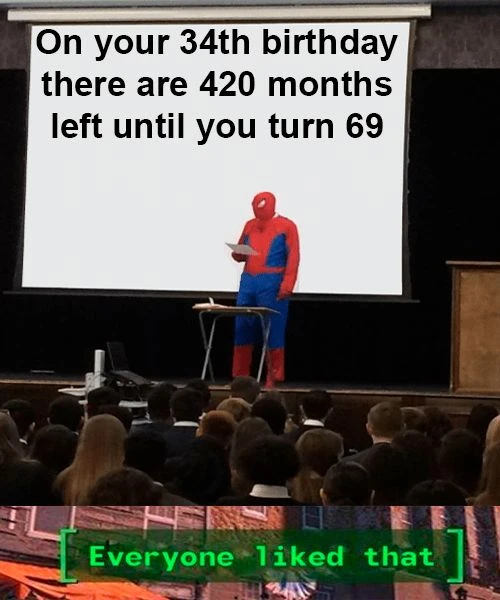 On your 34th birthday
there are 420 months
left until you turn 69
Everyone liked that